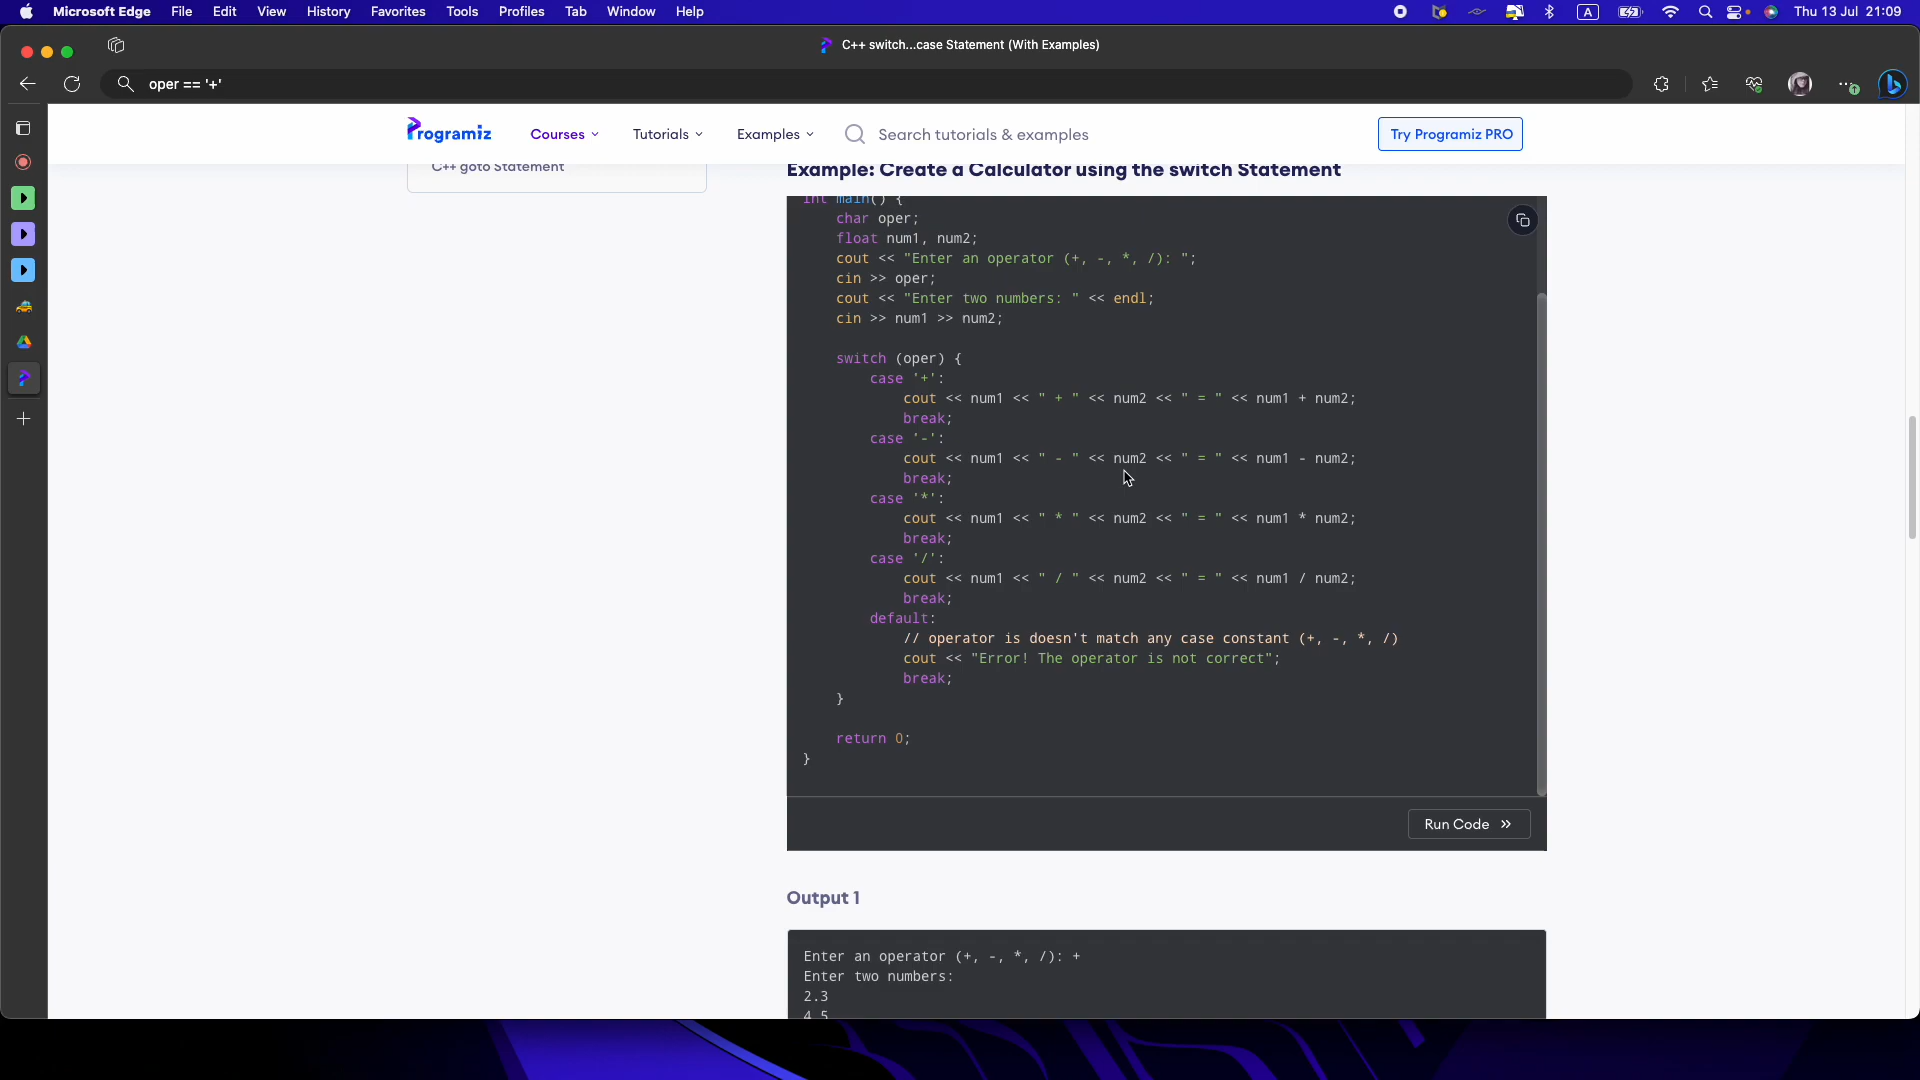 Microsoft Edge File Edit View History Favorites Tools Profiles Tab Window Help
A
Thu 13 Jul 21:09
C++ switch...case Statement (With Examples)
oper == '+'
Programiz
Courses
Tutorials
Examples
Search tutorials & examples
Try Programiz PRO
C++ goto Statement
Example: Create a Calculator using the switch Statement
int main() {
char oper;
float num1, num2;
cout << "Enter an operator (+, -, *, /): ";
cin >> oper;
cout << "Enter two numbers: " << endl;
cin >> num1 >> num2;
switch (oper) {
case '+':
cout << num1 << " + " << num2 << " = " << num1 + num2;
break;
case '-':
cout << num1 << " - " << num2 << " = " << num1 - num2;
break;
case '*':
cout << num1 << " * " << num2 << " = " << num1 * num2;
break;
case '/':
cout << num1 << " / " << num2 << " = " << num1 / num2;
break;
default:
// operator is doesn't match any case constant (+, -, *, /)
cout << "Error! The operator is not correct";
break;
}
return 0;
}
Run Code »
Output 1
Enter an operator (+, -, *, /): +
Enter two numbers:
2.3
4.5